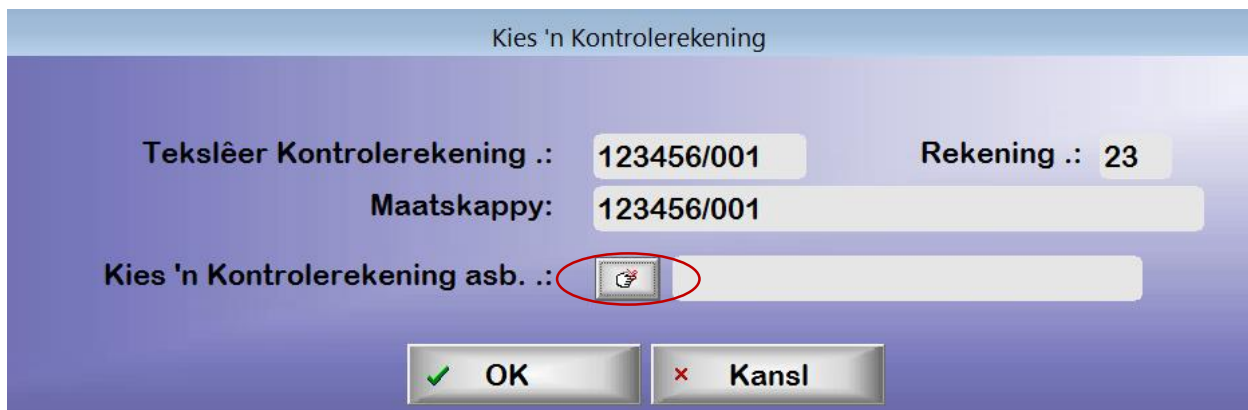 Kies 'n Kontrolerekening
Tekslêer Kontrolerekening .: 123456/001 Rekening .: 23
Maatskappy: 123456/001
Kies 'n Kontrolerekening asb. .:
OK Kansl